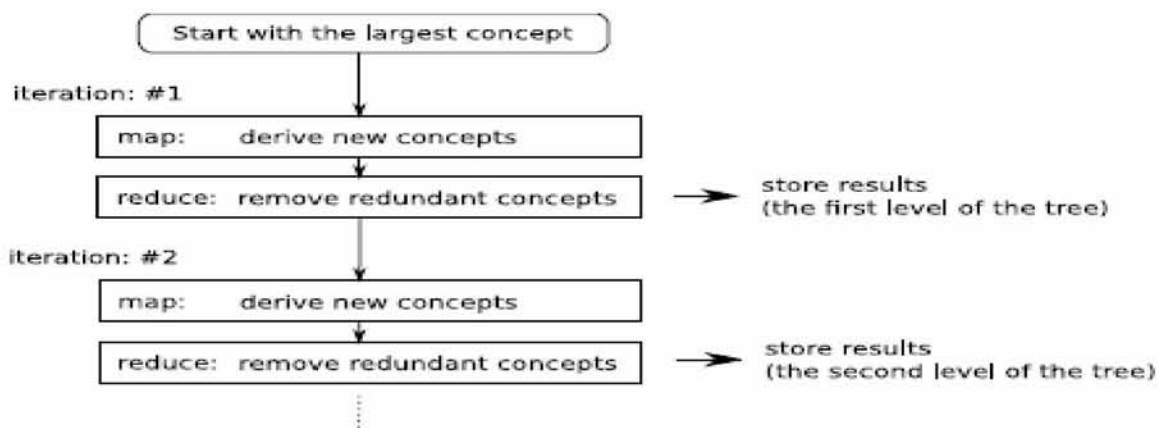 Start with the largest concept
iteration: #1
map: derive new concepts
reduce: remove redundant concepts
store results
(the first level of the tree)
iteration: #2
map: derive new concepts
reduce: remove redundant concepts
store results
(the second level of the tree)